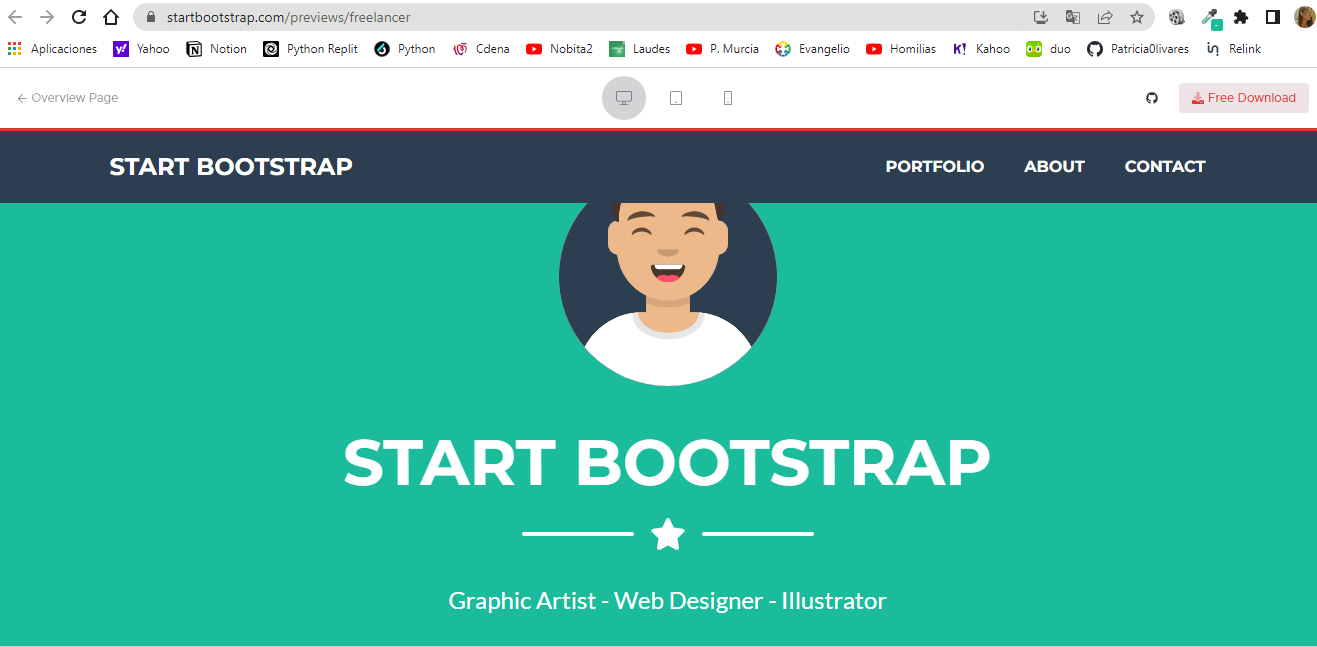 startbootstrap.com/previews/freelancer
Aplicaciones Yahoo Notion Python Replit Python Cdena Nobita2 Laudes P. Murcia Evangelio Homilias K! Kahoo duo Patricia0livares Relink
Overview Page Free Download
START BOOTSTRAP PORTFOLIO ABOUT CONTACT
START BOOTSTRAP
Graphic Artist - Web Designer - Illustrator